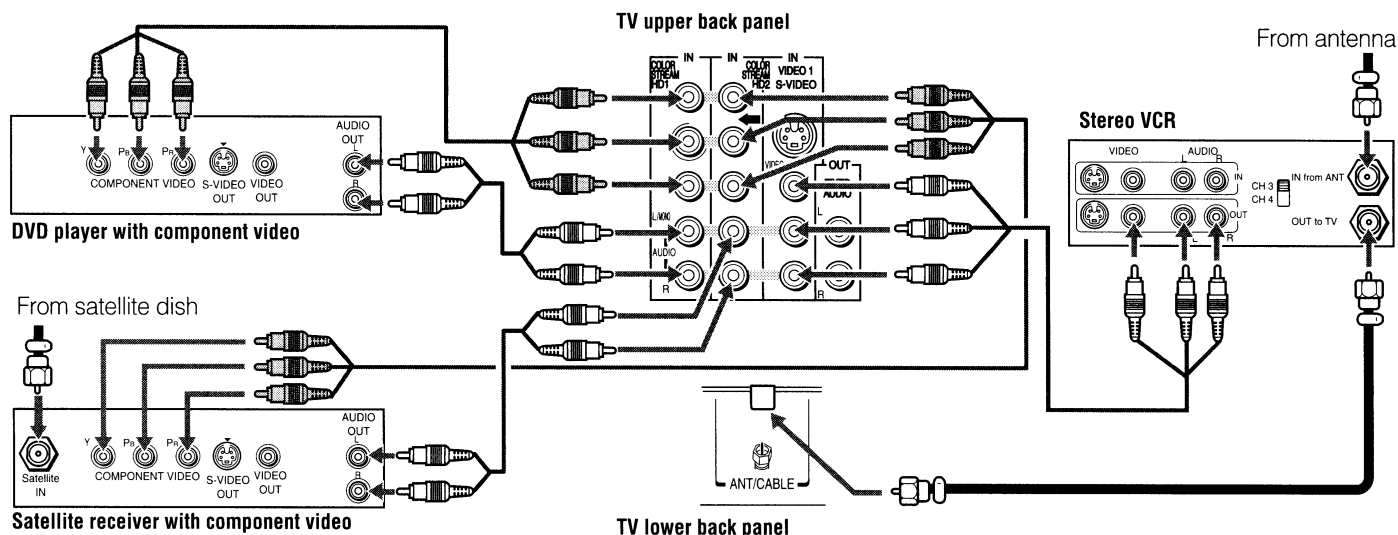 TV upper back panel
From antenna
IN
IN
IN
COLOR
STREAM
HD1
COLOR
STREAM
HD2
VIDEO 1
S-VIDEO
Stereo VCR
AUDIO
OUT
L
R
Y
PB
PR
COMPONENT VIDEO
S-VIDEO
OUT
VIDEO
OUT
DVD player with component video
VIDEO
OUT
AUDIO
L
R
L/MONO
AUDIO
R
VIDEO
AUDIO
L
R
IN
OUT
L
R
CH 3
CH 4
IN from ANT
OUT to TV
From satellite dish
AUDIO
OUT
L
R
Satellite
IN
Y
PB
PR
COMPONENT VIDEO
S-VIDEO
OUT
VIDEO
OUT
Satellite receiver with component video
ANT/CABLE
TV lower back panel